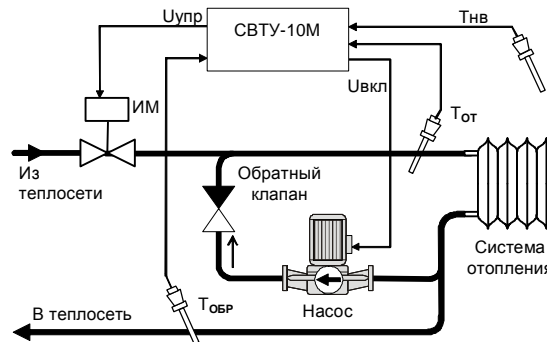 Uупр
СВТУ-10М
Tнв
ИМ
Uвкл
Tот
Из
теплосети
Обратный
клапан
Система
отопления
Tобр
В теплосеть
Насос